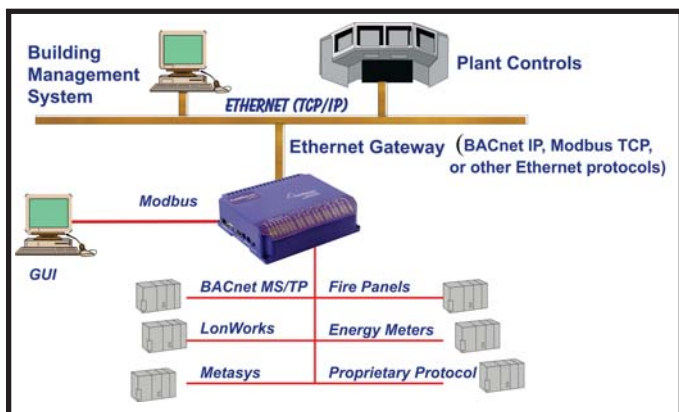 Building
Management
System
Plant Controls
ETHERNET (TCP/IP)
Ethernet Gateway (BACnet IP, Modbus TCP,
or other Ethernet protocols)
Modbus
GUI
BACnet MS/TP
Fire Panels
LonWorks
Energy Meters
Metasys
Proprietary Protocol